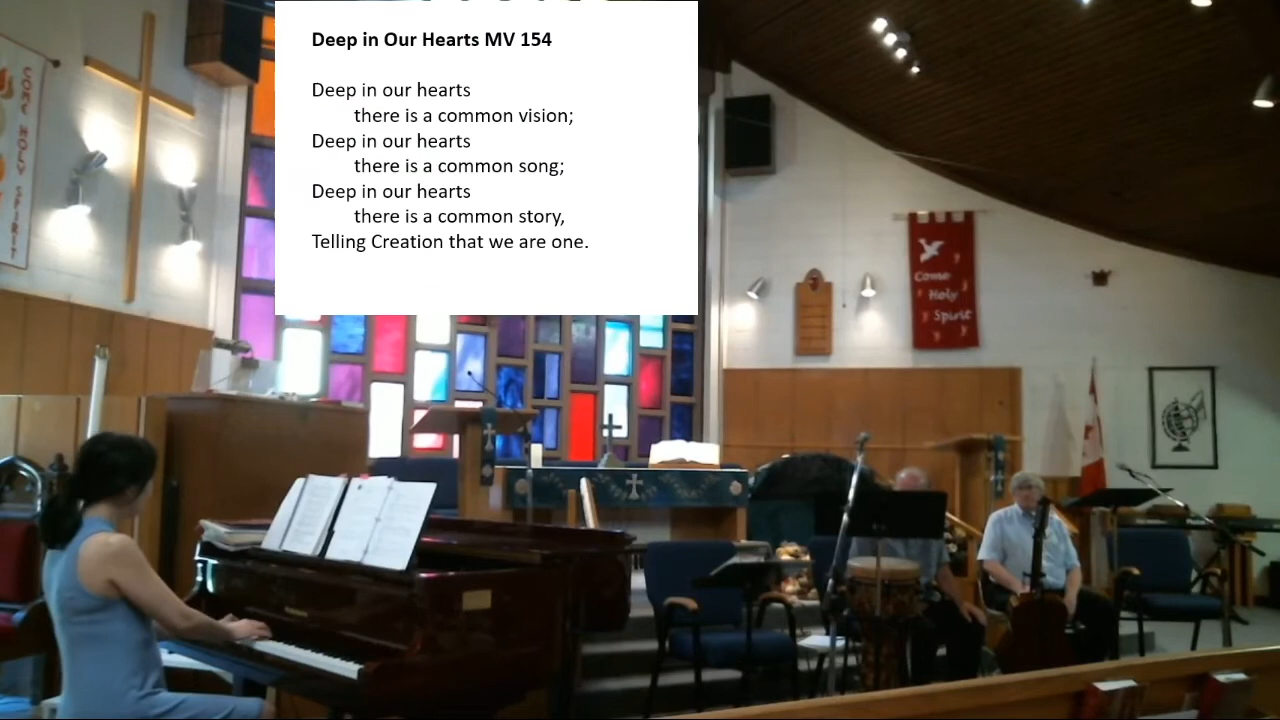 Deep in Our Hearts MV 154
Deep in our hearts
there is a common vision;
Deep in our hearts
there is a common song;
Deep in our hearts
there is a common story,
Telling Creation that we are one.
COME HOLY SPIRIT
Come
Holy
Spirit